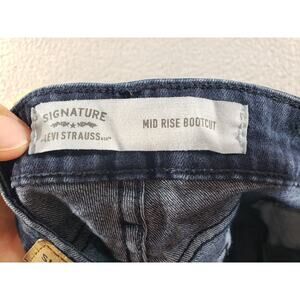 SIGNATURE
LEVI STRAUSS
MID RISE BOOTCUT